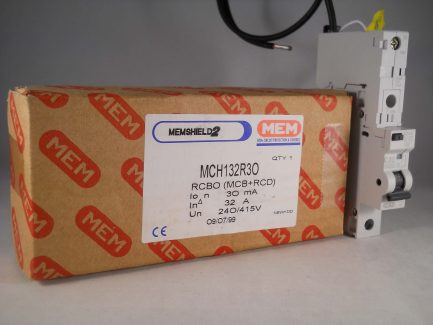 MEMSHIELD2
MEM
QTY 1
MCH132R30
RCBO (MCB+RCD)
I△n 30 mA
In 32 A
Un 240/415V
09/07/99
CE
MEM
MEM
MEM
MEM
MEM
MEM